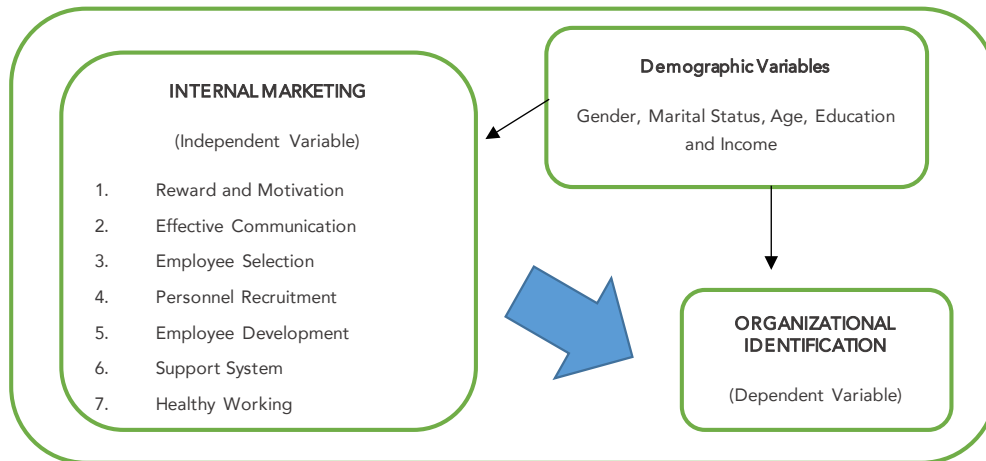 INTERNAL MARKETING
(Independent Variable)
1. Reward and Motivation
2. Effective Communication
3. Employee Selection
4. Personnel Recruitment
5. Employee Development
6. Support System
7. Healthy Working
Demographic Variables
Gender, Marital Status, Age, Education
and Income
ORGANIZATIONAL
IDENTIFICATION
(Dependent Variable)